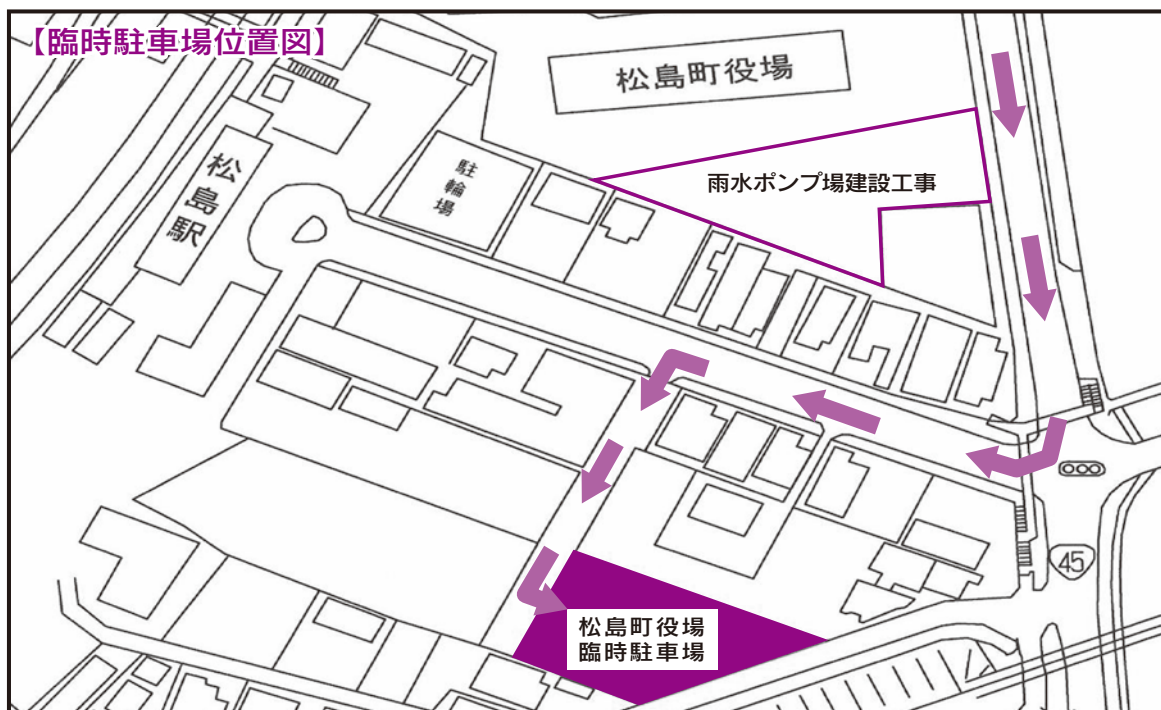 【臨時駐車場位置図】
松島町役場
雨水ポンプ場建設工事
駐輪場
松島駅
45
松島町役場
臨時駐車場